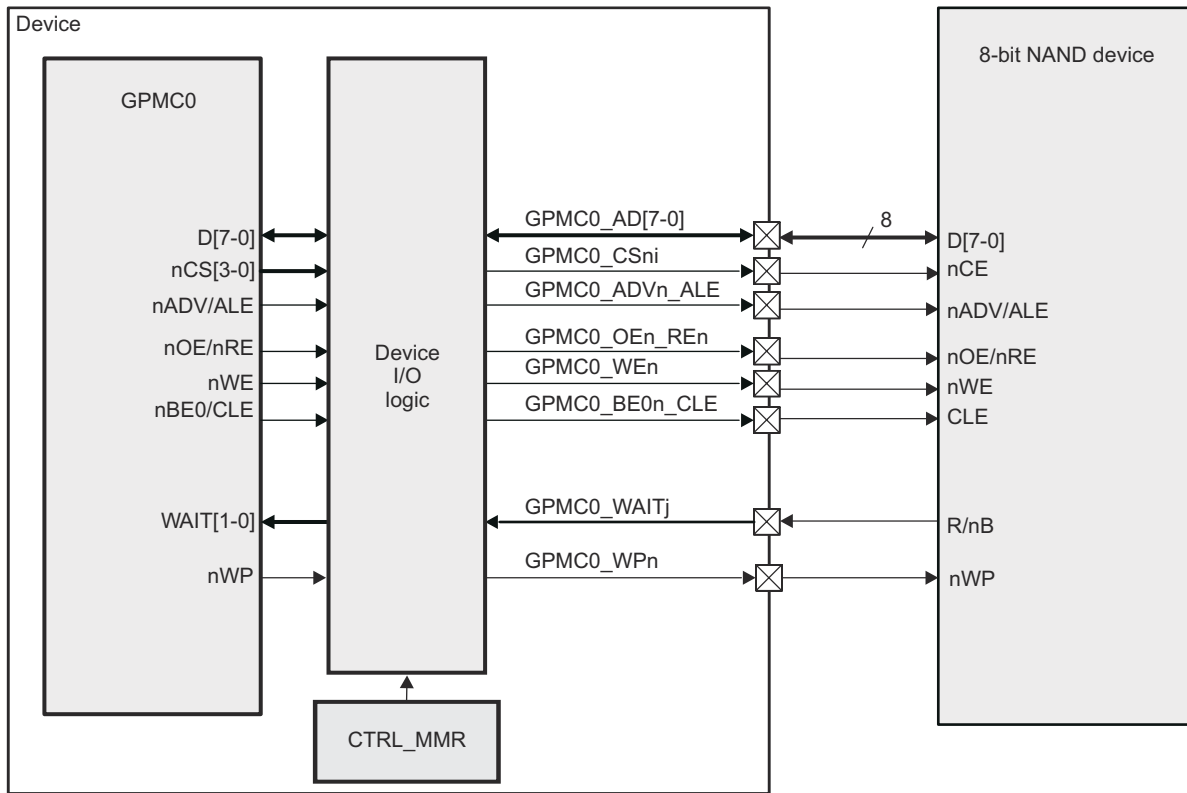 Device
GPMC0
8-bit NAND device
D[7-0]
nCS[3-0]
nADV/ALE
nOE/nRE
nWE
nBE0/CLE
WAIT[1-0]
nWP
Device
I/O
logic
CTRL_MMR
GPMC0_AD[7-0]
GPMC0_CSni
GPMC0_ADVn_ALE
GPMC0_OEn_REn
GPMC0_WEn
GPMC0_BE0n_CLE
GPMC0_WAITj
GPMC0_WPn
8
D[7-0]
nCE
nADV/ALE
nOE/nRE
nWE
CLE
R/nB
nWP